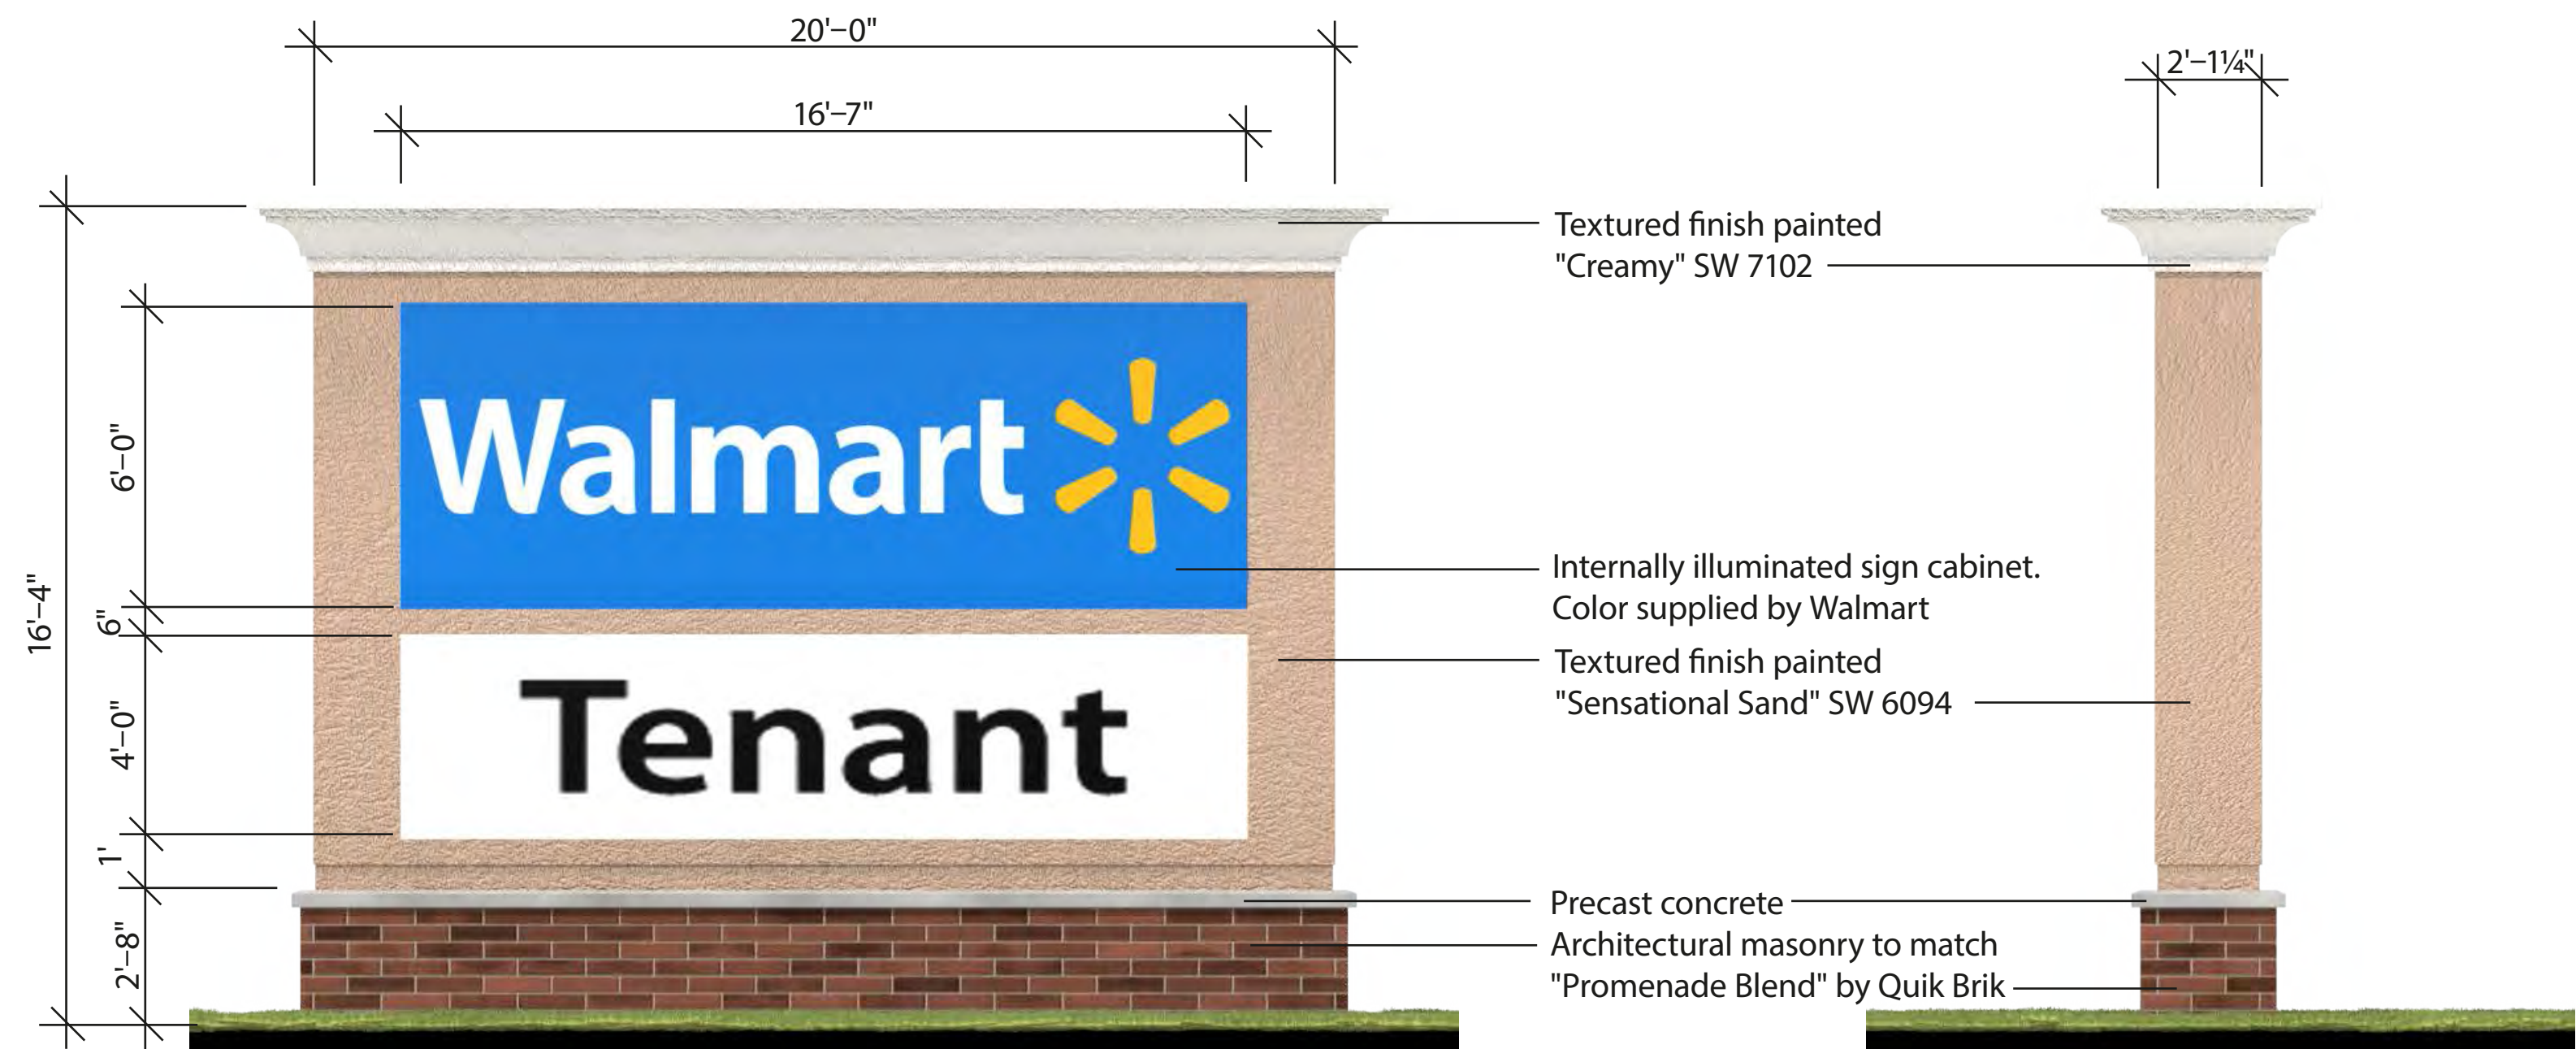 20'–0"
2'–1¼"
16'–7"
Textured finish painted
"Creamy" SW 7102
Walmart
6'–0"
Internally illuminated sign cabinet.
Color supplied by Walmart
16'–4"
6"
Textured finish painted
"Sensational Sand" SW 6094
Tenant
4'–0"
1'
Precast concrete
Architectural masonry to match
"Promenade Blend" by Quik Brik
2'–8"